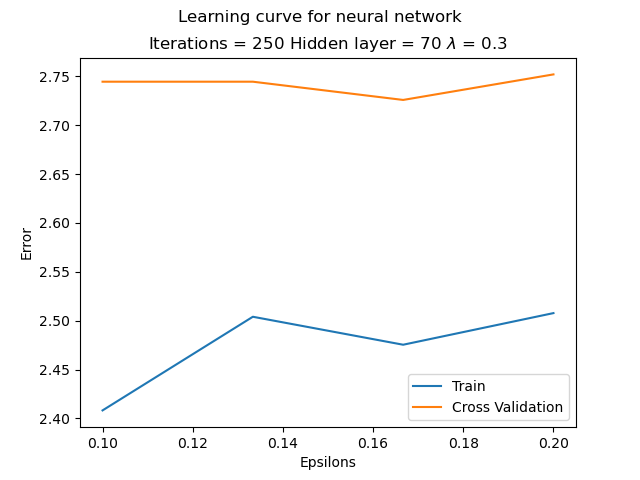 Learning curve for neural network
Iterations = 250 Hidden layer = 70 λ = 0.3
2.75
2.70
2.65
2.60
2.55
2.50
2.45
2.40
Error
Train
Cross Validation
0.10 0.12 0.14 0.16 0.18 0.20
Epsilons